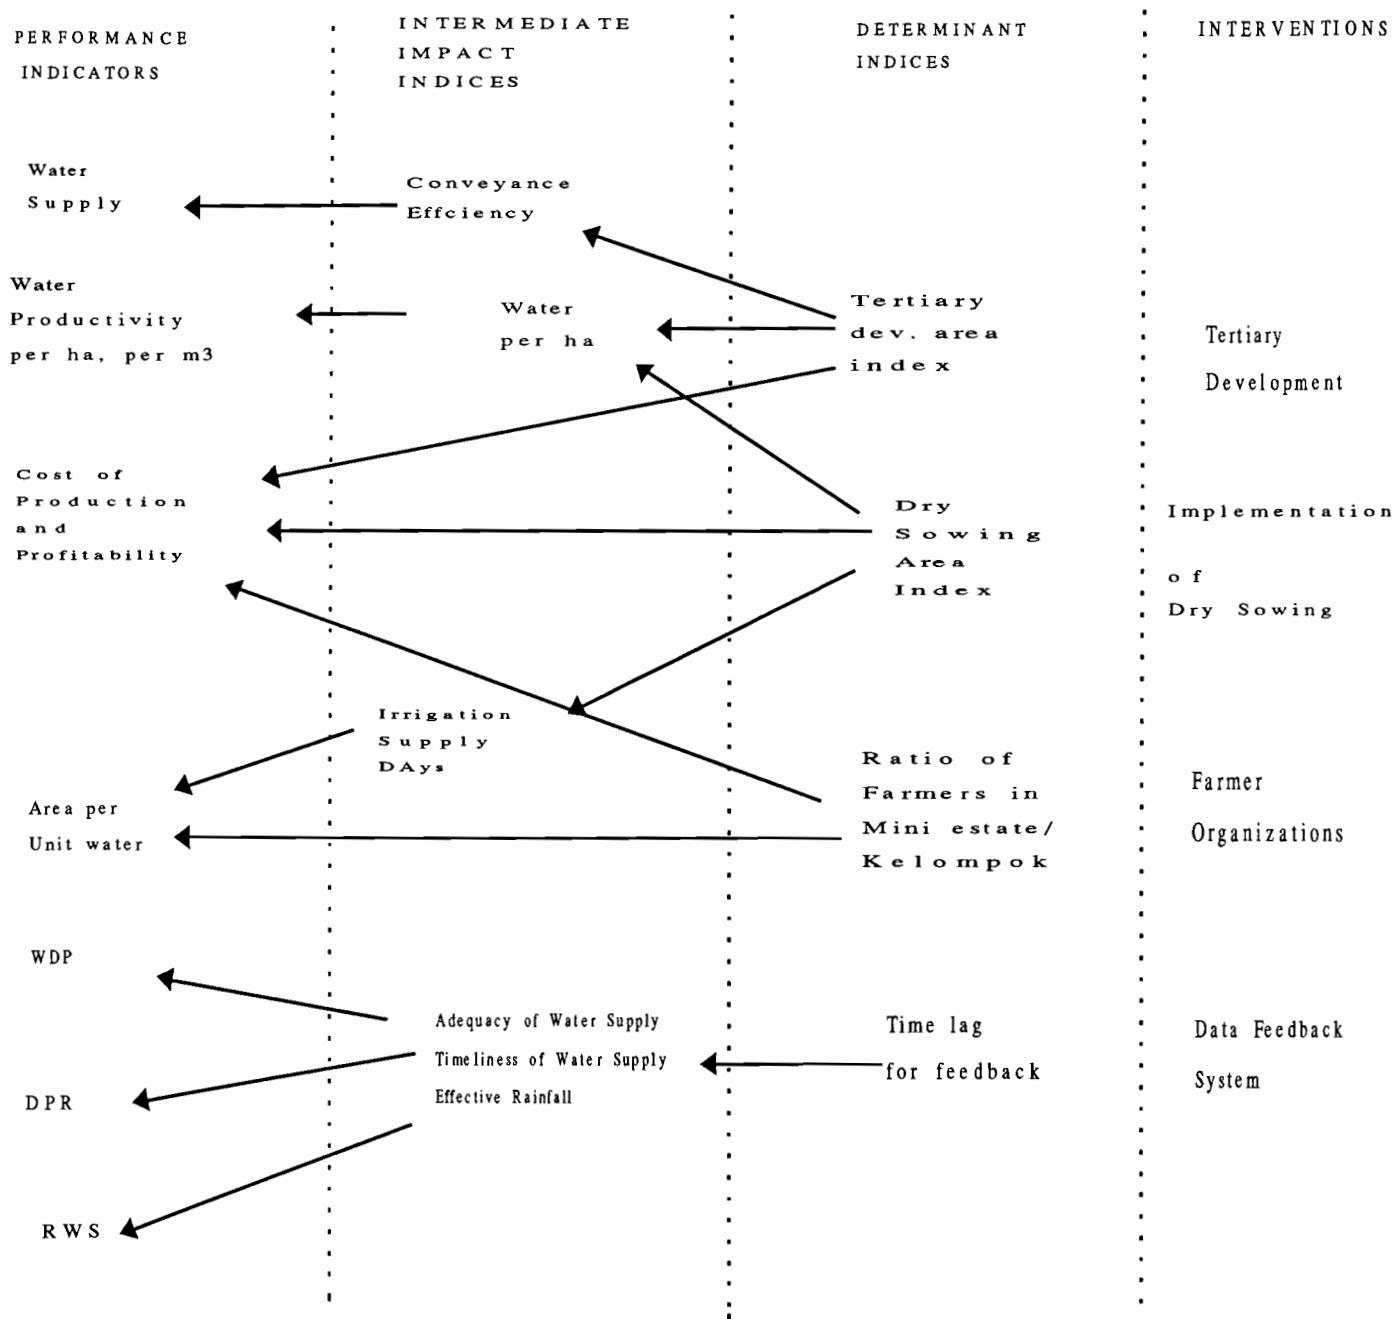 PERFORMANCE
INDICATORS
INTERMEDIATE
IMPACT
INDICES
DETERMINANT
INDICES
INTERVENTIONS
Water
Supply
Conveyance
Effciency
Water
Productivity
per ha, per m3
Water
per ha
Tertiary
dev. area
index
Tertiary
Development
Cost of
Production
and
Profitability
Dry
Sowing
Area
Index
Implementation
of
Dry Sowing
Irrigation
Supply
DAys
Area per
Unit water
Ratio of
Farmers in
Mini estate/
Kelompok
Farmer
Organizations
WDP
DPR
RWS
Adequacy of Water Supply
Timeliness of Water Supply
Effective Rainfall
Time lag
for feedback
Data Feedback
System